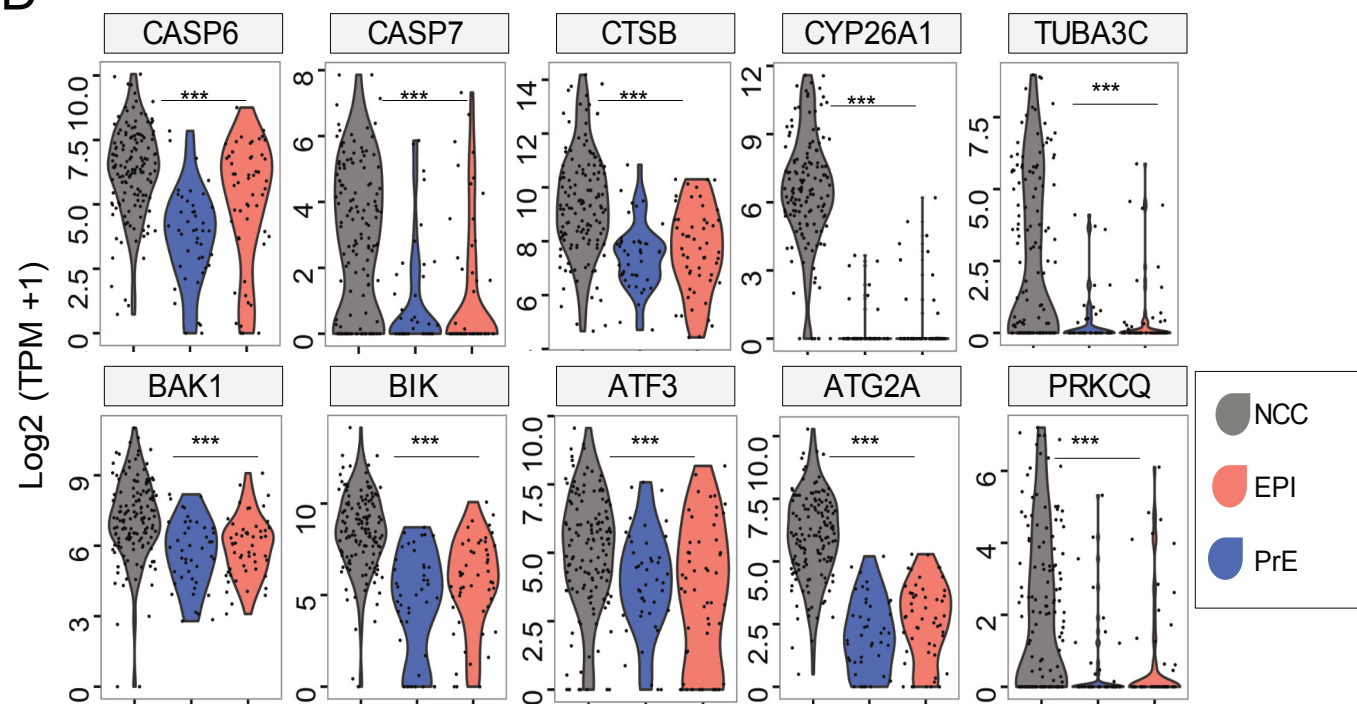 D
CASP6 CASP7 CTSB CYP26A1 TUBA3C
*** *** *** *** ***
0 2.5 5.0 7.5 10.0
0 2 4 6 8
6 8 10 12 14
0 3 6 9 12
0 2.5 5.0 7.5
Log2 (TPM +1)
BAK1 BIK ATF3 ATG2A PRKCQ
*** *** *** *** ***
0 3 6 9
0 5 10
0 2.5 5.0 7.5 10.0
0 2.5 5.0 7.5 10.0
0 2 4 6
NCC
EPI
PrE